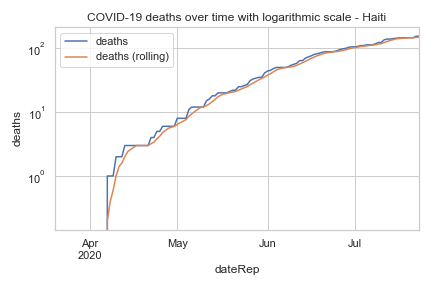 COVID-19 deaths over time with logarithmic scale - Haiti
deaths
deaths (rolling)
10²
10¹
10⁰
deaths
Apr
2020
May
Jun
Jul
dateRep